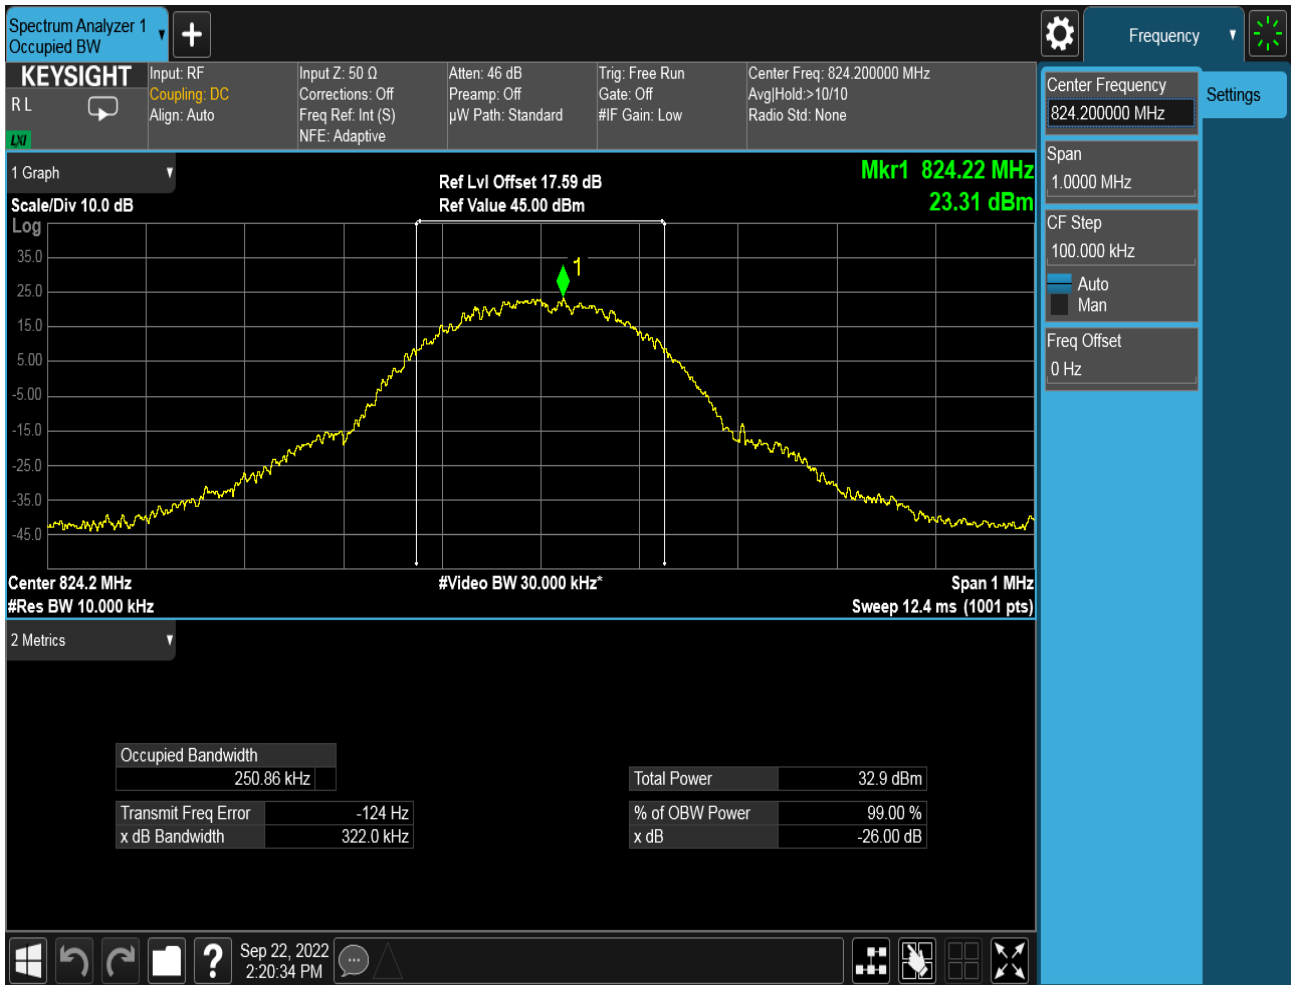 Spectrum Analyzer 1
Occupied BW
Frequency
KEYSIGHT
R L
LXI
Input: RF
Coupling: DC
Align: Auto
Input Z: 50 Ω
Corrections: Off
Freq Ref: Int (S)
NFE: Adaptive
Atten: 46 dB
Preamp: Off
µW Path: Standard
Trig: Free Run
Gate: Off
#IF Gain: Low
Center Freq: 824.200000 MHz
Avg|Hold:>10/10
Radio Std: None
Center Frequency
824.200000 MHz
Settings
Span
1.0000 MHz
CF Step
100.000 kHz
Auto
Man
Freq Offset
0 Hz
1 Graph
Scale/Div 10.0 dB
Ref Lvl Offset 17.59 dB
Ref Value 45.00 dBm
Mkr1 824.22 MHz
23.31 dBm
Log
35.0
25.0
15.0
5.00
-5.00
-15.0
-25.0
-35.0
-45.0
1
Center 824.2 MHz
#Video BW 30.000 kHz*
Span 1 MHz
#Res BW 10.000 kHz
Sweep 12.4 ms (1001 pts)
2 Metrics
Occupied Bandwidth
250.86 kHz
Total Power 32.9 dBm
Transmit Freq Error -124 Hz
% of OBW Power 99.00 %
x dB Bandwidth 322.0 kHz
x dB -26.00 dB
?
Sep 22, 2022
2:20:34 PM